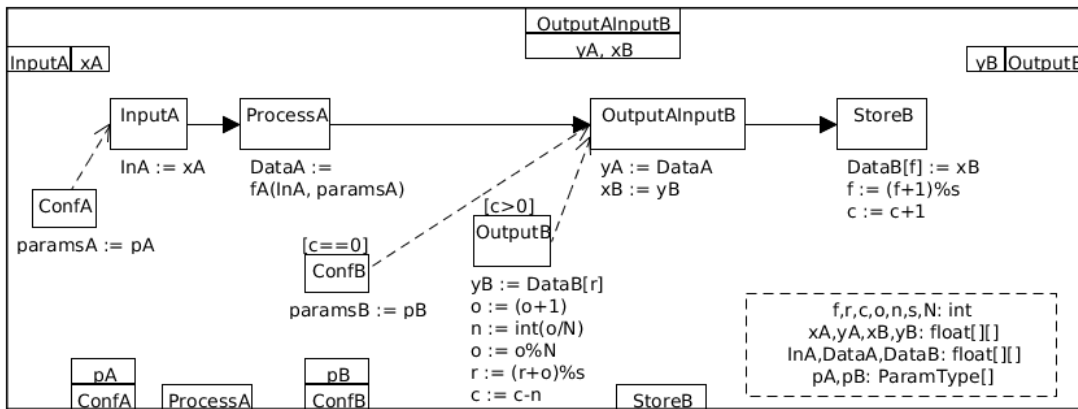 OutputAInputB
yA, xB
InputA xA
yB OutputB
InputA
ProcessA
OutputAInputB
StoreB
InA := xA
DataA :=
fA(InA, paramsA)
yA := DataA
xB := yB
DataB[f] := xB
f := (f+1)%s
c := c+1
ConfA
paramsA := pA
[c==0]
ConfB
paramsB := pB
[c>0]
OutputB
yB := DataB[r]
o := (o+1)
n := int(o/N)
o := o%N
r := (r+o)%s
c := c-n
f,r,c,o,n,s,N: int
xA,yA,xB,yB: float[][]
InA,DataA,DataB: float[][]
pA,pB: ParamType[]
pA
ConfA
ProcessA
pB
ConfB
StoreB